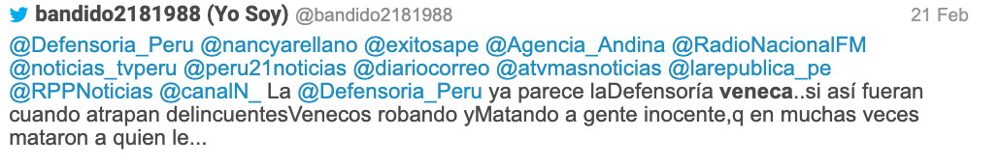 bandido2181988 (Yo Soy) @bandido2181988 21 Feb
@Defensoria_Peru @nancyarellano @exitosape @Agencia_Andina @RadioNacionalFM
@noticias_tvperu @peru21noticias @diariocorreo @atvmasnoticias @larepublica_pe
@RPPNoticias @canalN_ La @Defensoria_Peru ya parece laDefensoría veneca..si así fueran
cuando atrapan delincuentesVenecos robando yMatando a gente inocente,q en muchas veces
mataron a quien le...